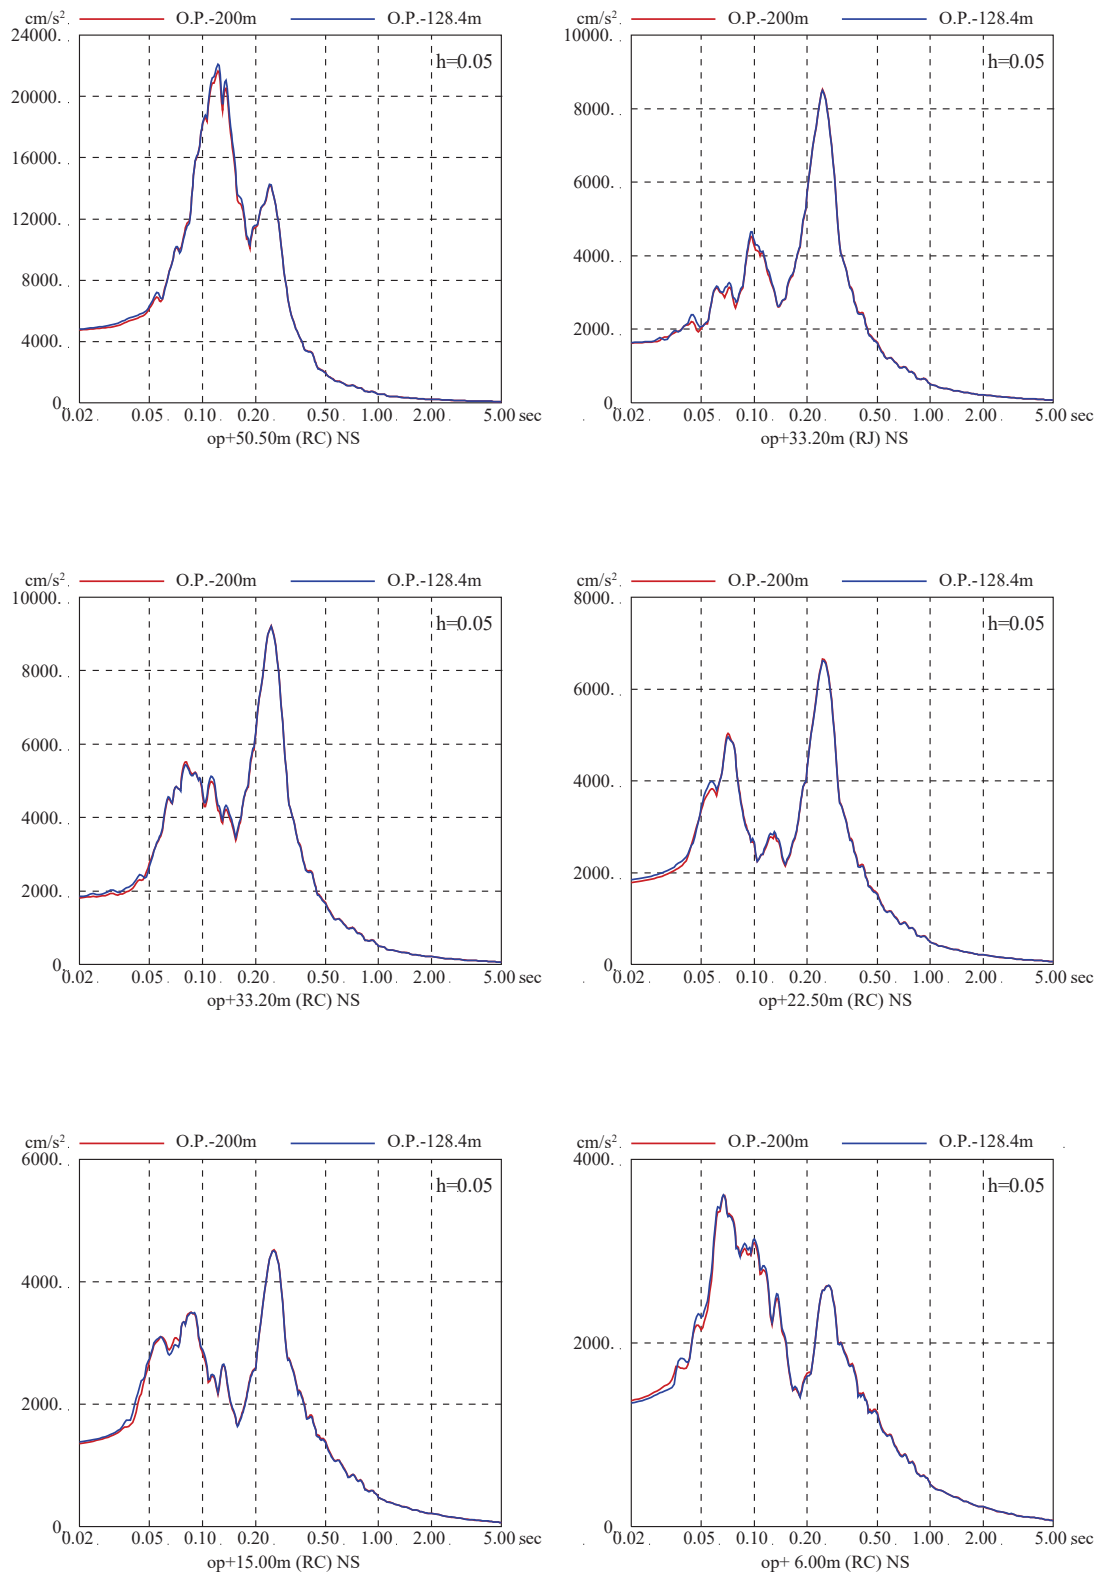 cm/s² O.P.-200m O.P.-128.4m
24000.
h=0.05
20000.
16000.
12000.
8000.
4000.
0.
0.02 0.05 0.10 0.20 0.50 1.00 2.00 5.00 sec
op+50.50m (RC) NS
cm/s² O.P.-200m O.P.-128.4m
10000.
h=0.05
8000.
6000.
4000.
2000.
0.
0.02 0.05 0.10 0.20 0.50 1.00 2.00 5.00 sec
op+33.20m (RJ) NS
cm/s² O.P.-200m O.P.-128.4m
10000.
h=0.05
8000.
6000.
4000.
2000.
0.
0.02 0.05 0.10 0.20 0.50 1.00 2.00 5.00 sec
op+33.20m (RC) NS
cm/s² O.P.-200m O.P.-128.4m
8000.
h=0.05
6000.
4000.
2000.
0.
0.02 0.05 0.10 0.20 0.50 1.00 2.00 5.00 sec
op+22.50m (RC) NS
cm/s² O.P.-200m O.P.-128.4m
6000.
h=0.05
4000.
2000.
0.
0.02 0.05 0.10 0.20 0.50 1.00 2.00 5.00 sec
op+15.00m (RC) NS
cm/s² O.P.-200m O.P.-128.4m
4000.
h=0.05
2000.
0.
0.02 0.05 0.10 0.20 0.50 1.00 2.00 5.00 sec
op+ 6.00m (RC) NS